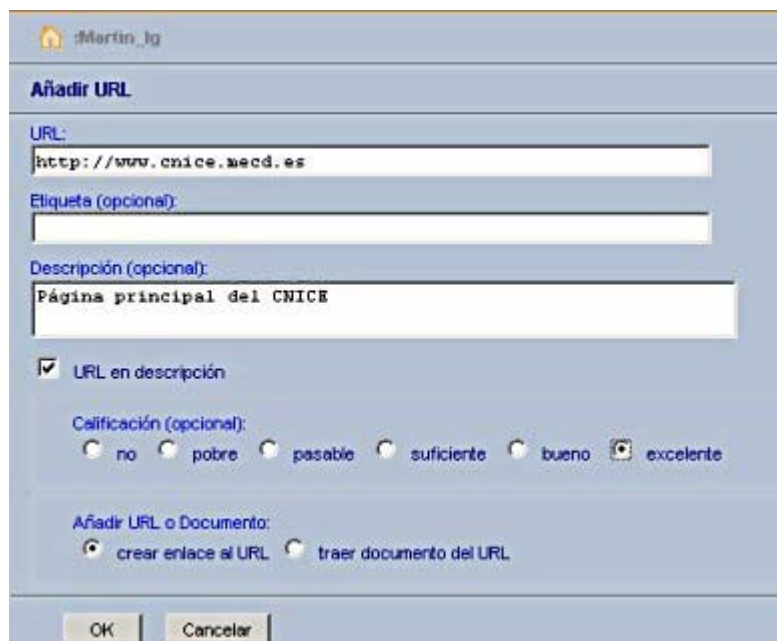 :Martin_lg
Añadir URL
URL:
http://www.cnice.mecd.es
Etiqueta (opcional):
Descripción (opcional):
Página principal del CNICE
URL en descripción
Calificación (opcional):
no pobre pasable suficiente bueno excelente
Añadir URL o Documento:
crear enlace al URL traer documento del URL
OK Cancelar